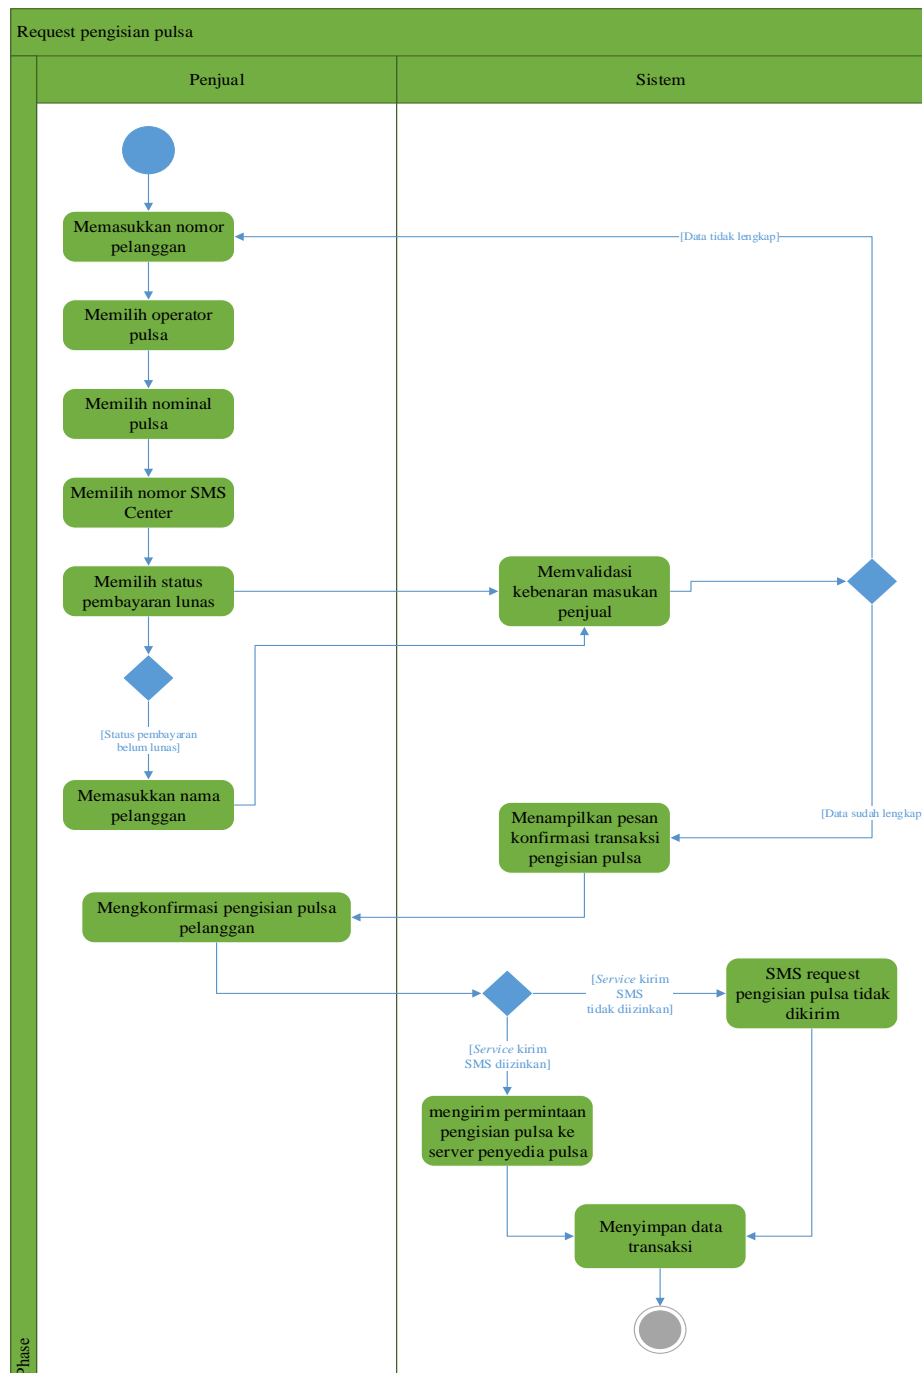 Request pengisian pulsa
Penjual
Sistem
Memasukkan nomor
pelanggan
[Data tidak lengkap]
Memilih operator
pulsa
Memilih nominal
pulsa
Memilih nomor SMS
Center
Memilih status
pembayaran lunas
Memvalidasi
kebenaran masukan
penjual
[Status pembayaran
belum lunas]
Memasukkan nama
pelanggan
Menampilkan pesan
konfirmasi transaksi
pengisian pulsa
[Data sudah lengkap
Mengkonfirmasi pengisian pulsa
pelanggan
[Service kirim
SMS
tidak diizinkan]
SMS request
pengisian pulsa tidak
dikirim
[Service kirim
SMS diizinkan]
mengirim permintaan
pengisian pulsa ke
server penyedia pulsa
Menyimpan data
transaksi
Phase